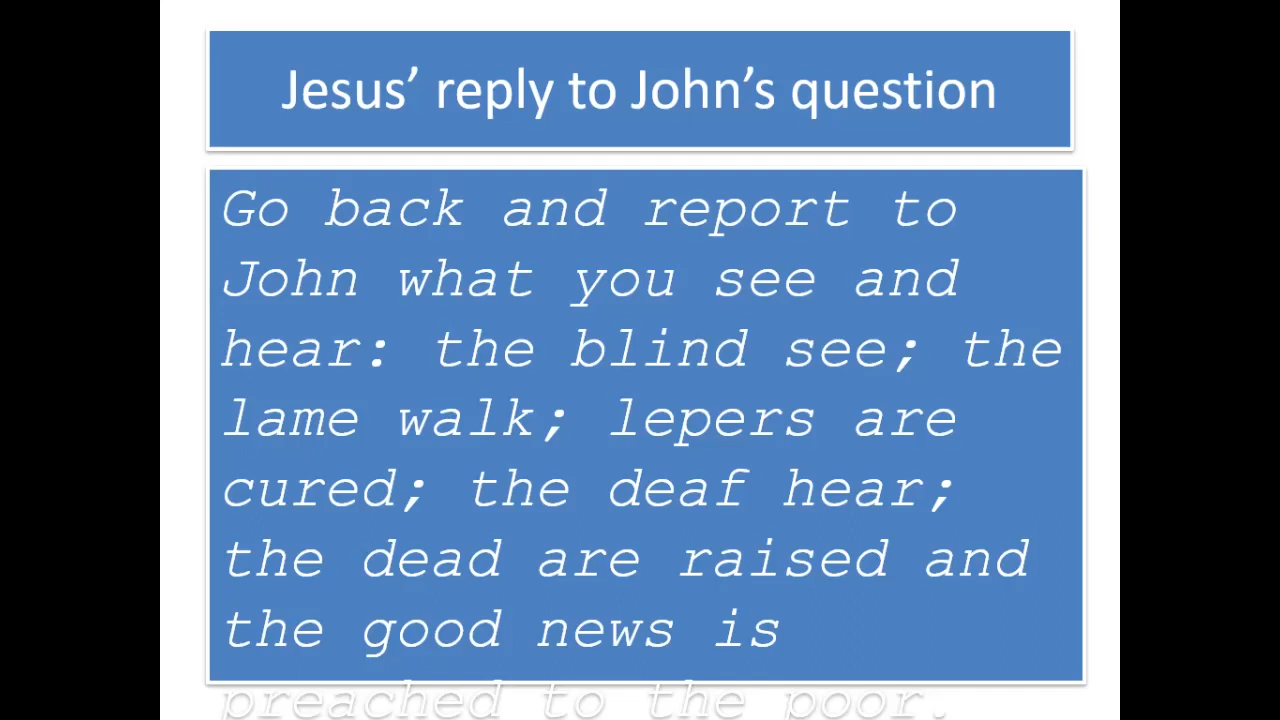 Jesus’ reply to John’s question
Go back and report to
John what you see and
hear: the blind see; the
lame walk; lepers are
cured; the deaf hear;
the dead are raised and
the good news is
preached to the poor.